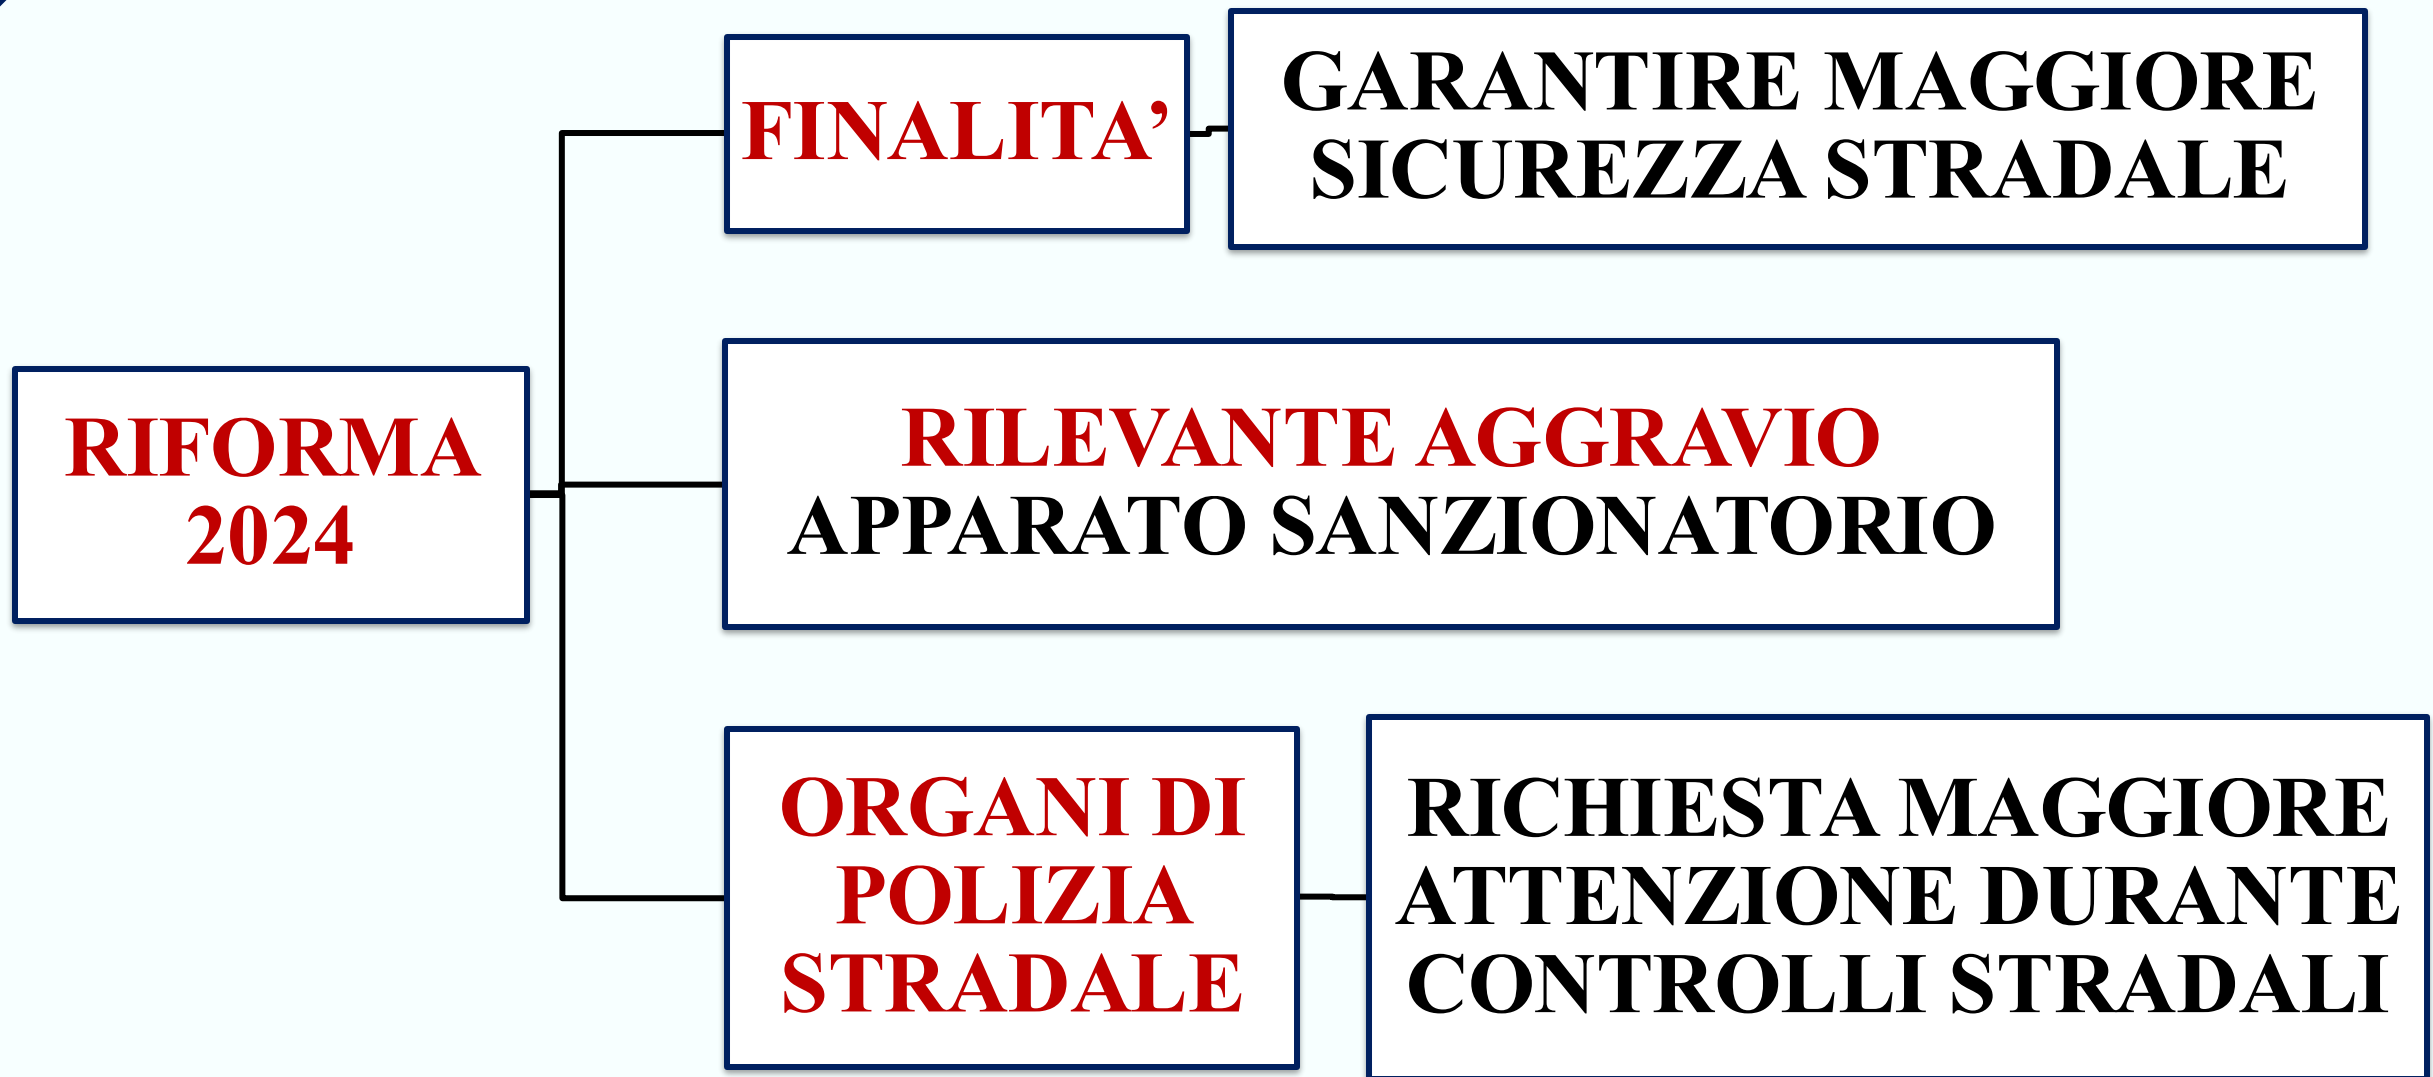 FINALITA’
GARANTIRE MAGGIORE
SICUREZZA STRADALE
RIFORMA
2024
RILEVANTE AGGRAVIO
APPARATO SANZIONATORIO
ORGANI DI
POLIZIA
STRADALE
RICHIESTA MAGGIORE
ATTENZIONE DURANTE
CONTROLLI STRADALI